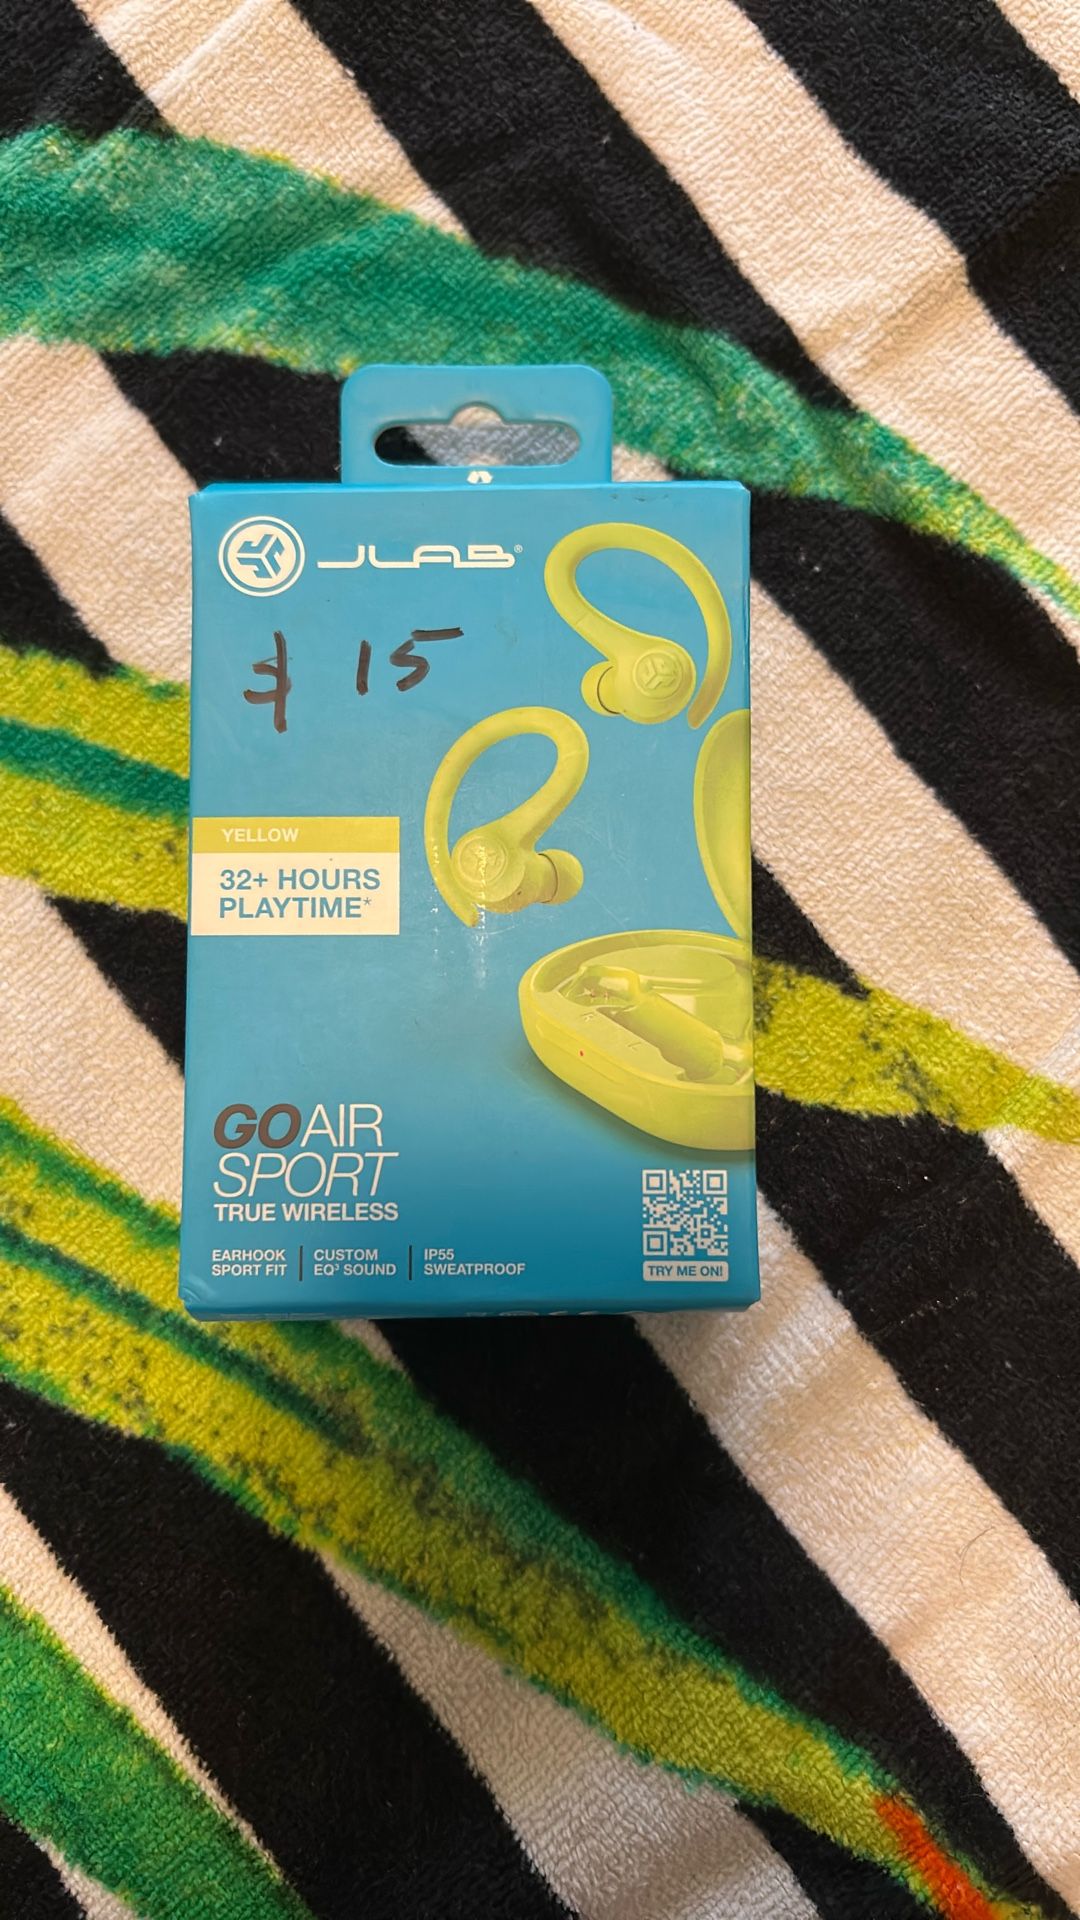 JLAB®
$ 15
YELLOW
32+ HOURS
PLAYTIME*
GOAIR
SPORT
TRUE WIRELESS
EARHOOK
SPORT FIT
CUSTOM
EQ³ SOUND
IP55
SWEATPROOF
R
L
TRY ME ON!